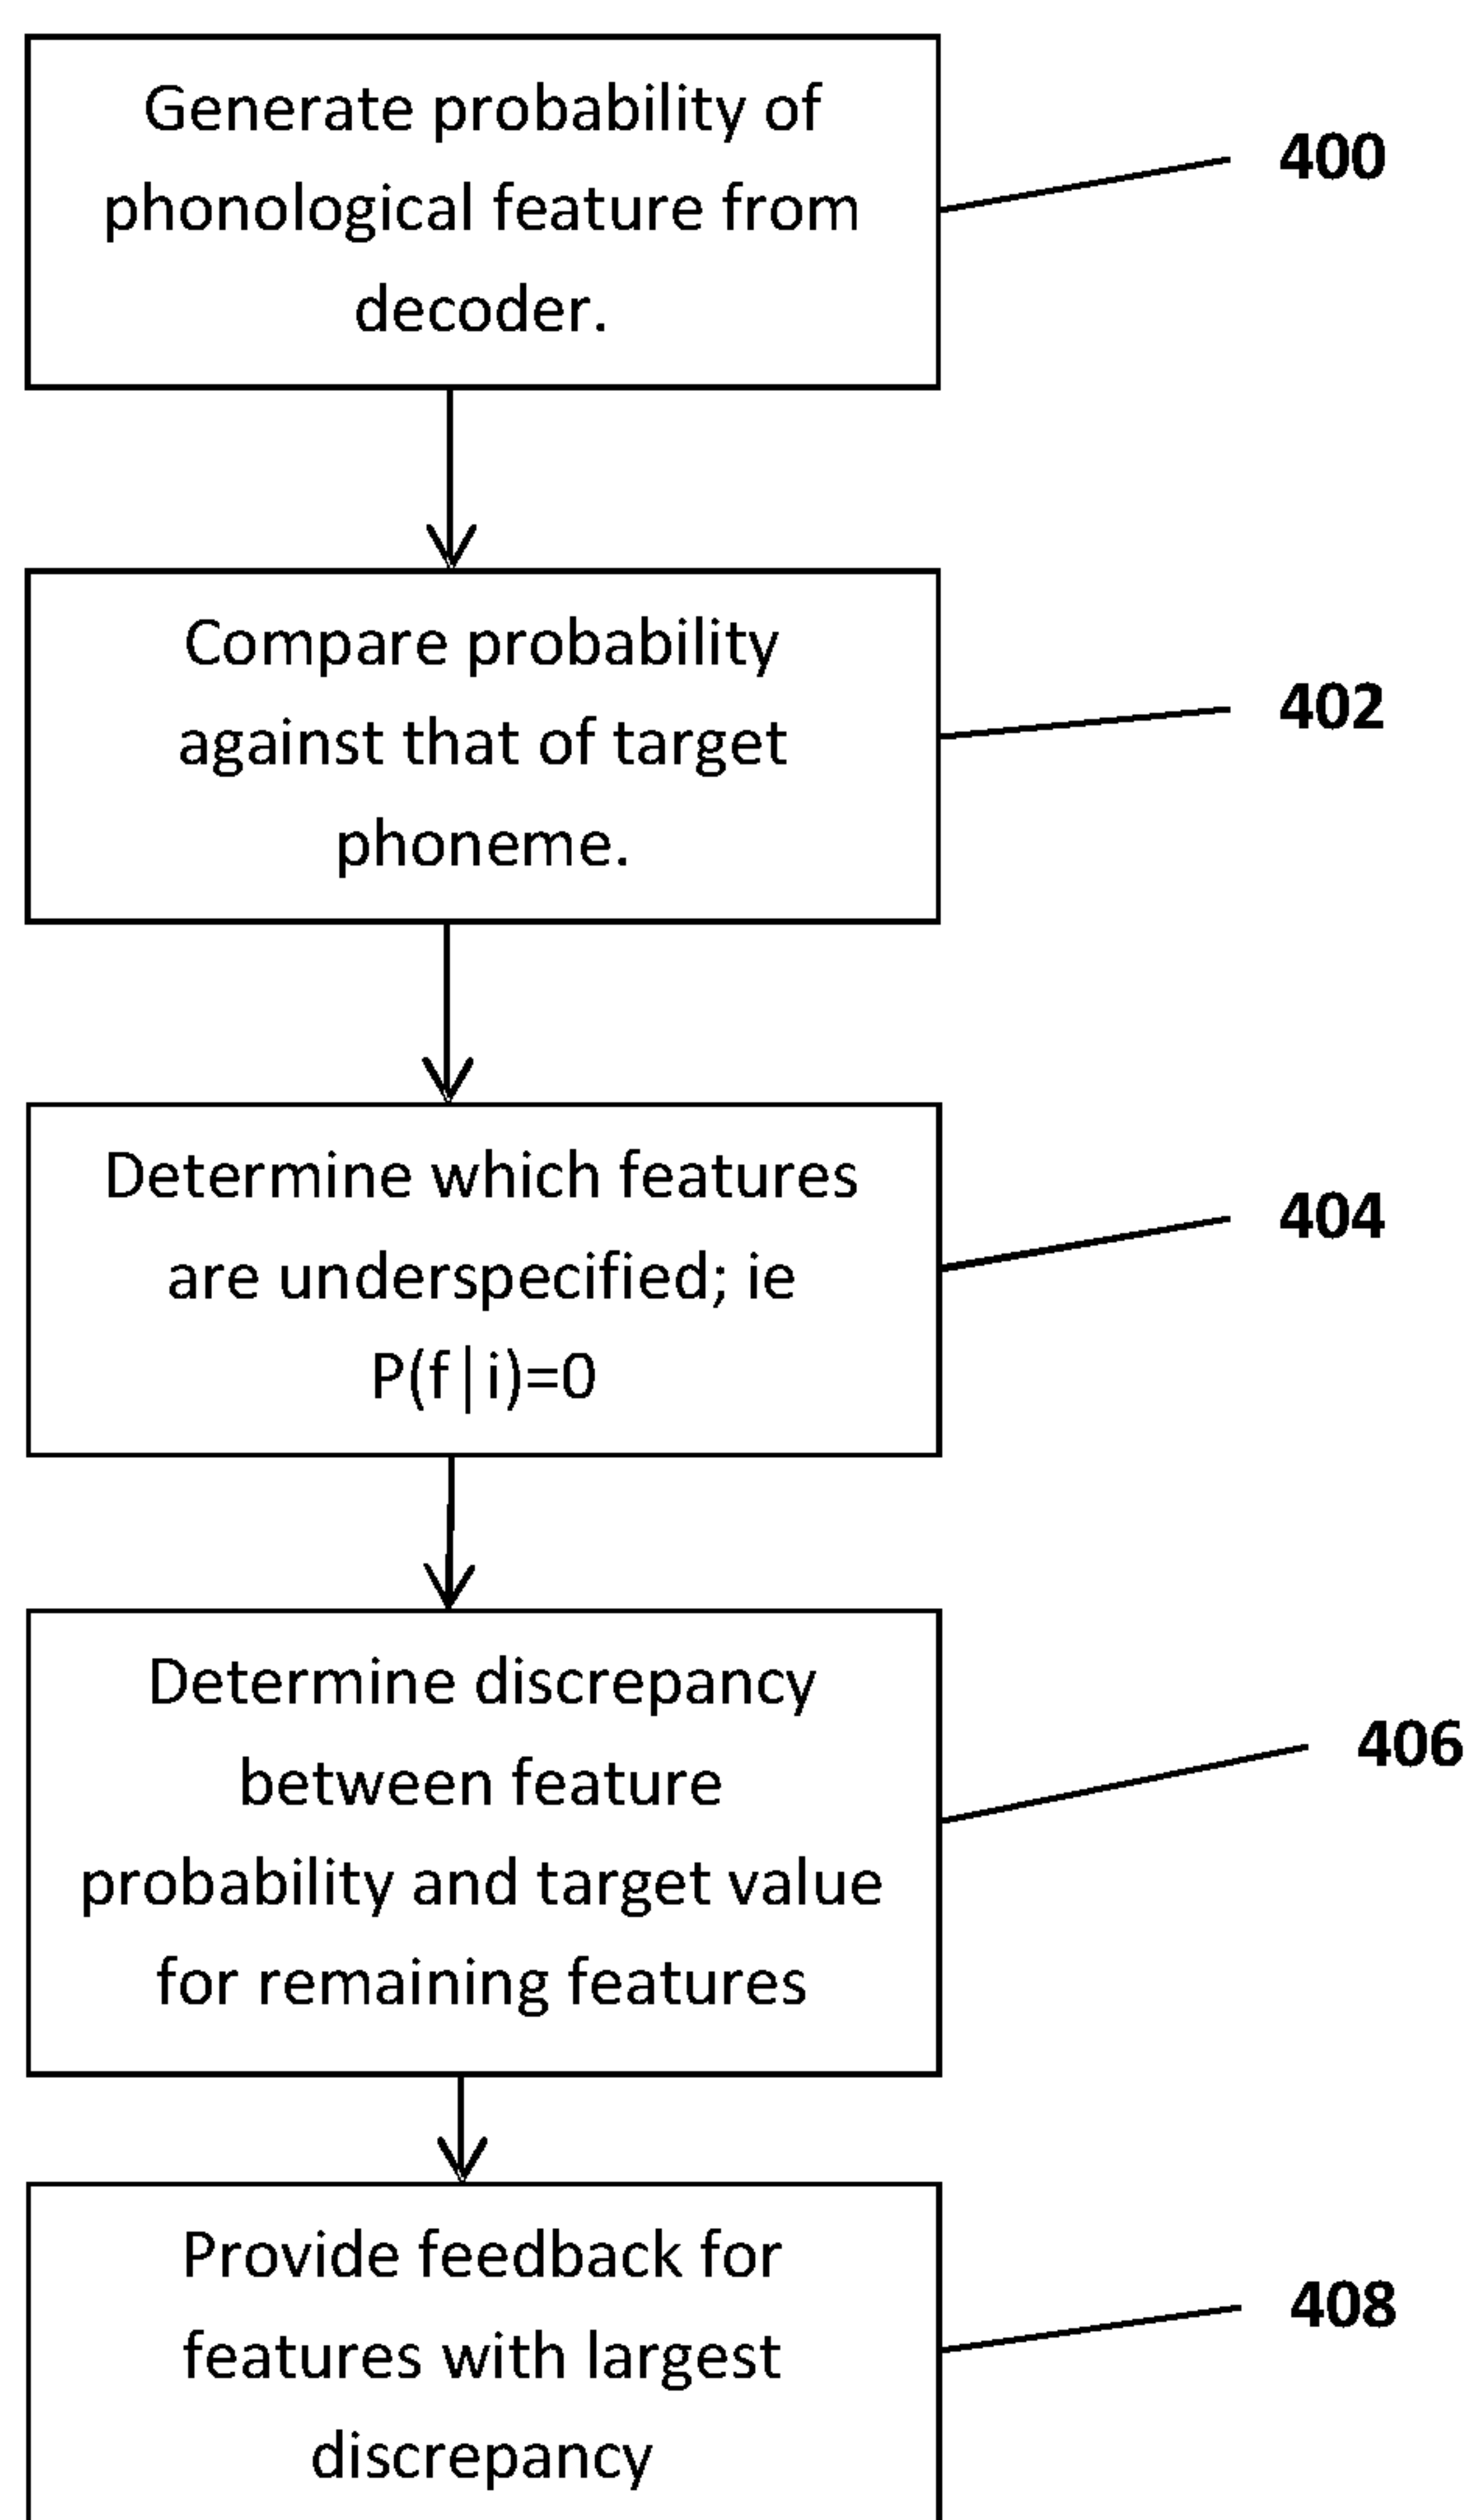 Generate probability of
phonological feature from
decoder.
400
Compare probability
against that of target
phoneme.
402
Determine which features
are underspecified; ie
P(f|i)=0
404
Determine discrepancy
between feature
probability and target value
for remaining features
406
Provide feedback for
features with largest
discrepancy
408